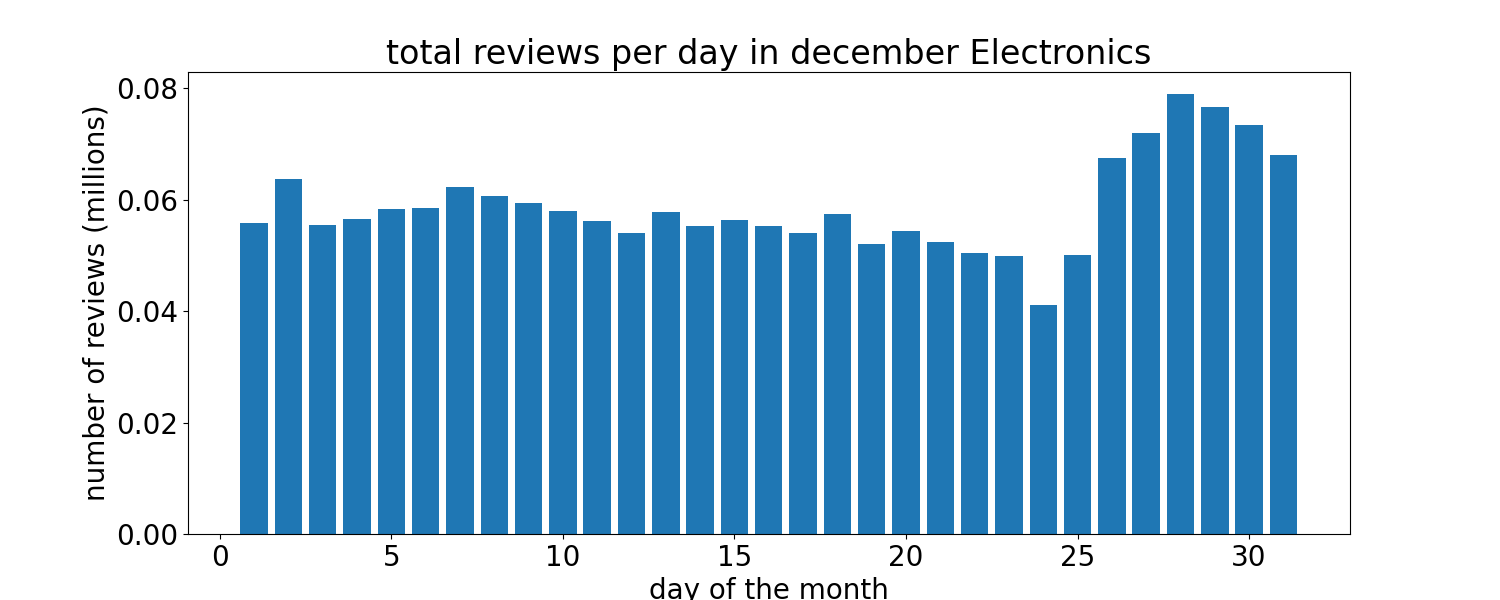 total reviews per day in december Electronics
number of reviews (millions)
0.08
0.06
0.04
0.02
0.00
0 5 10 15 20 25 30
day of the month